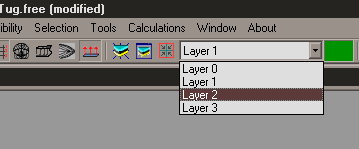 Tug.free (modified)
ibility Selection Tools Calculations Window About
Layer 1
Layer 0
Layer 1
Layer 2
Layer 3